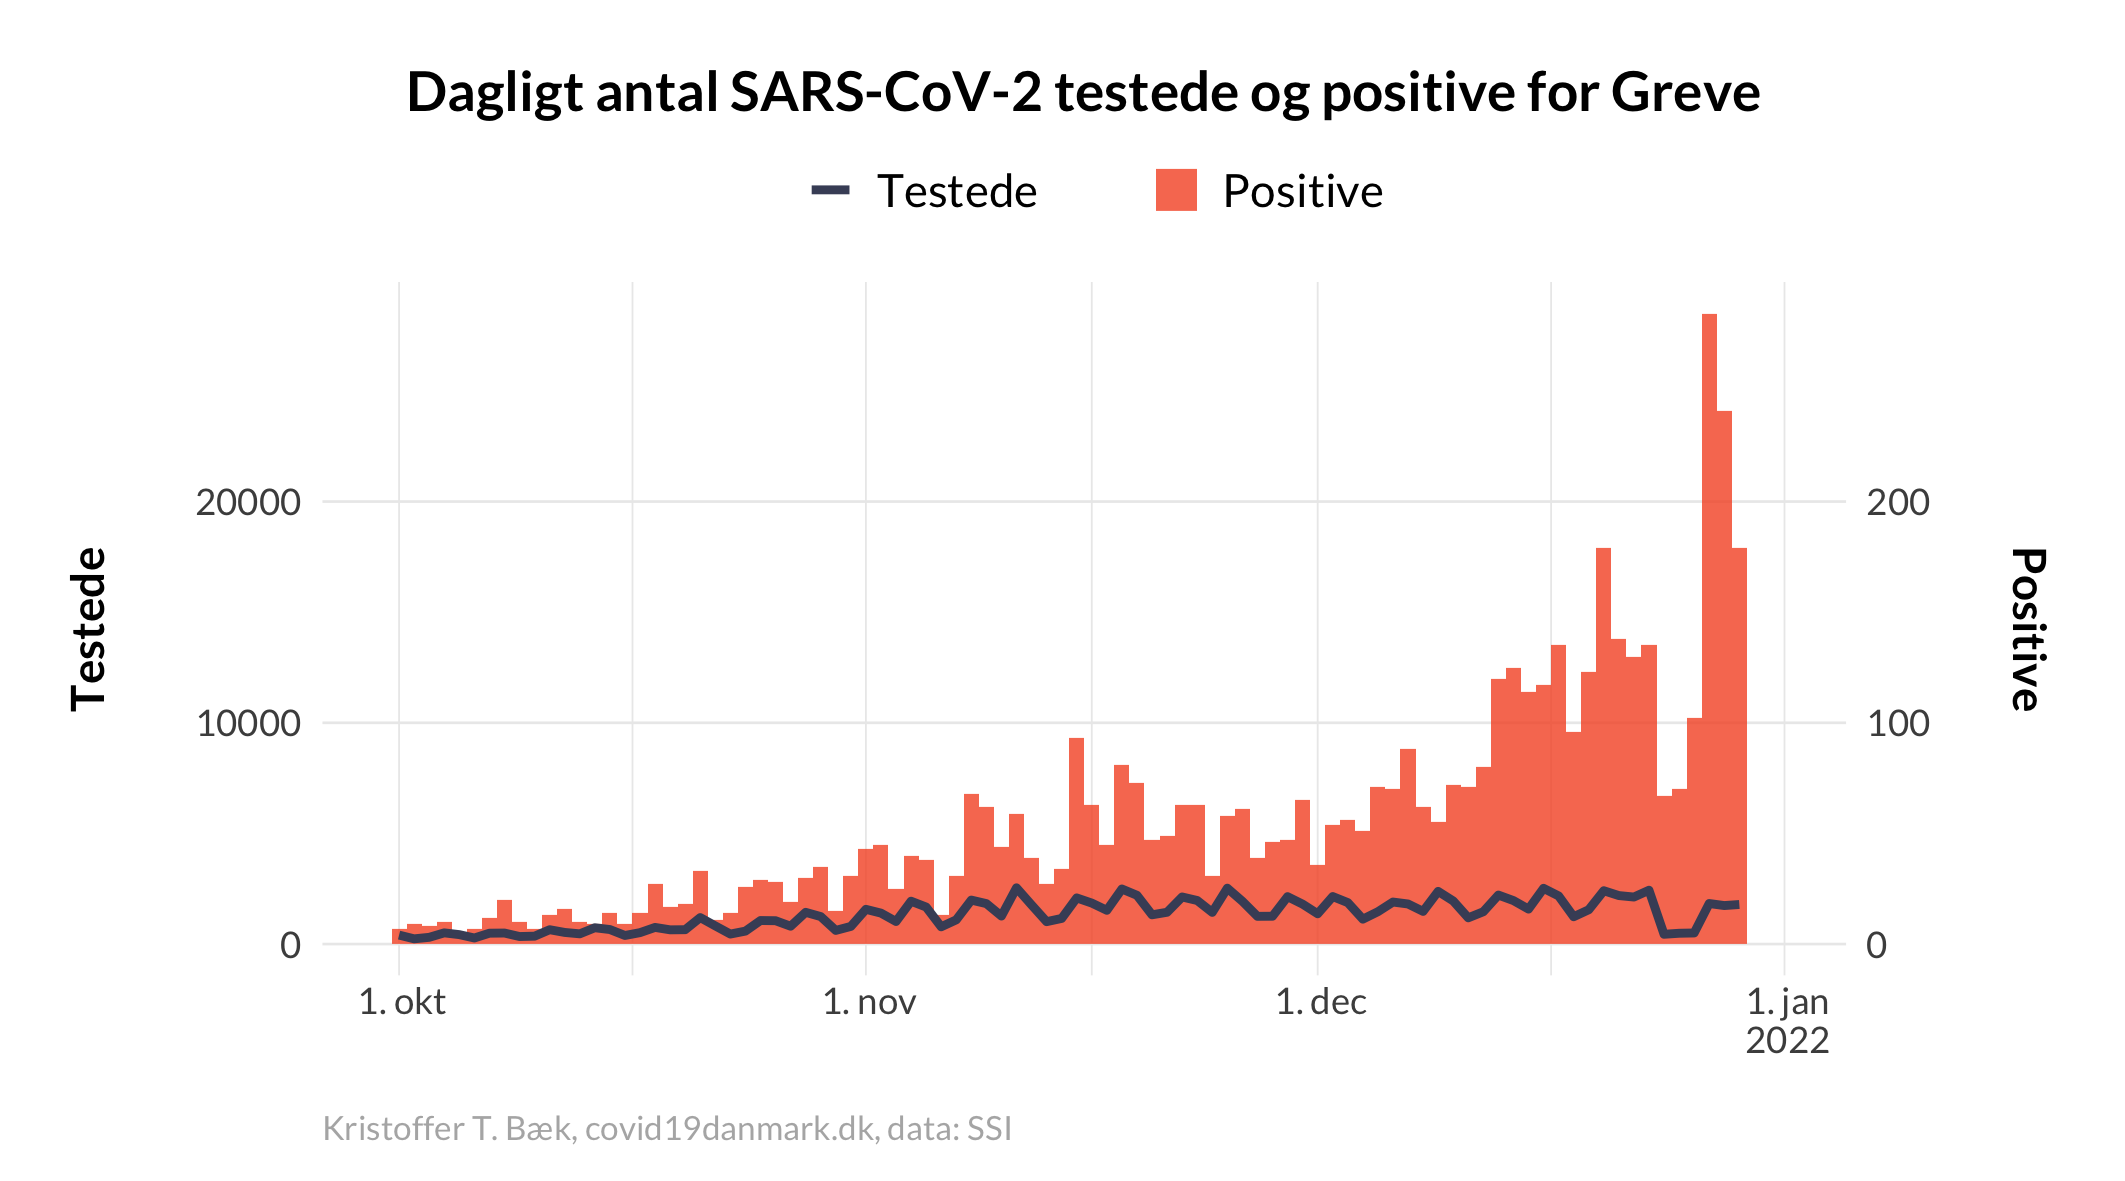 Dagligt antal SARS-CoV-2 testede og positive for Greve
Testede
Positive
20000
10000
0
Testede
200
100
0
Positive
1. okt
1. nov
1. dec
1. jan
2022
Kristoffer T. Bæk, covid19danmark.dk, data: SSI